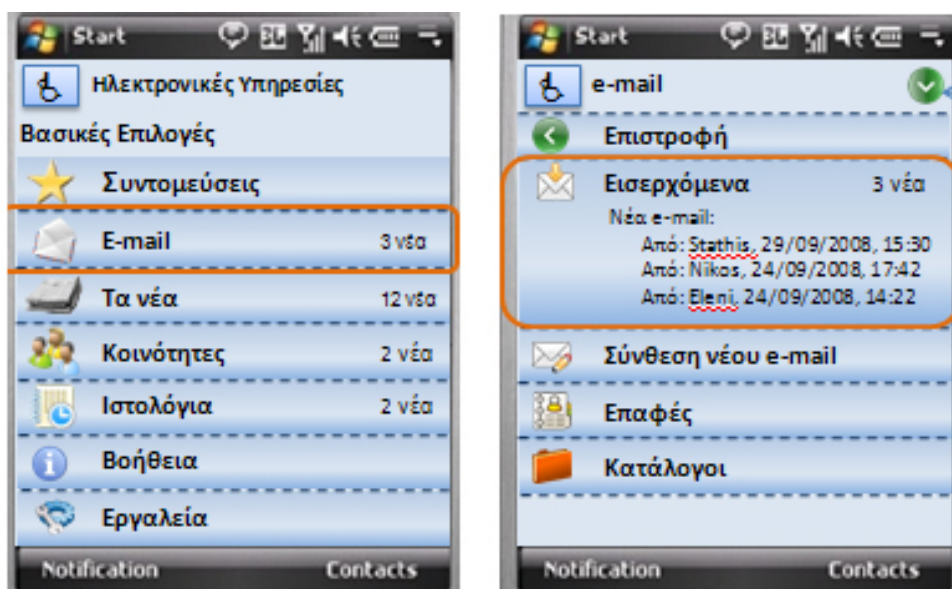 Start
Ηλεκτρονικές Υπηρεσίες
Βασικές Επιλογές
Συντομεύσεις
E-mail 3 νέα
Τα νέα 12 νέα
Κοινότητες 2 νέα
Ιστολόγια 2 νέα
Βοήθεια
Εργαλεία
Notification Contacts
Start
e-mail
Επιστροφή
Εισερχόμενα 3 νέα
Νέα e-mail:
Από: Stathis, 29/09/2008, 15:30
Από: Nikos, 24/09/2008, 17:42
Από: Eleni, 24/09/2008, 14:22
Σύνθεση νέου e-mail
Επαφές
Κατάλογοι
Notification Contacts